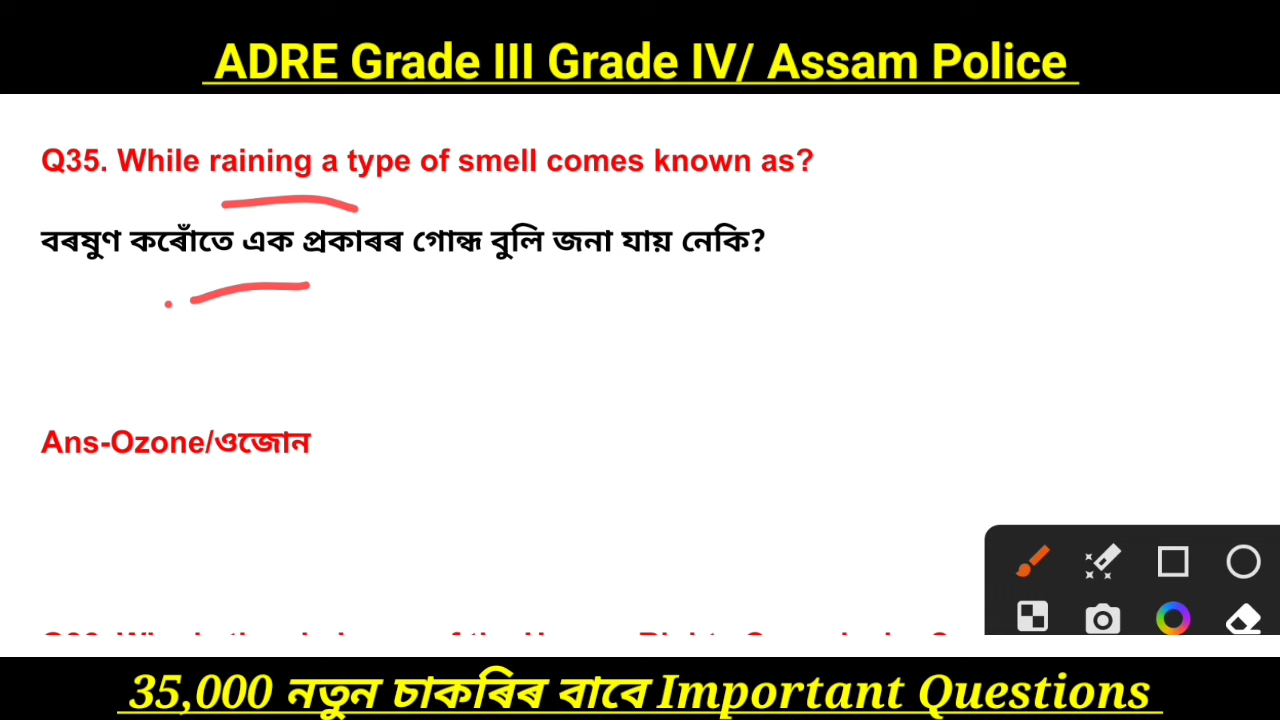 ADRE Grade III Grade IV/ Assam Police
Q35. While raining a type of smell comes known as?
বৰষুণ কৰোঁতে এক প্ৰকাৰৰ গোন্ধ বুলি জনা যায় নেকি?
Ans-Ozone/ওজোন
35,000 নতুন চাকৰিৰ বাবে Important Questions